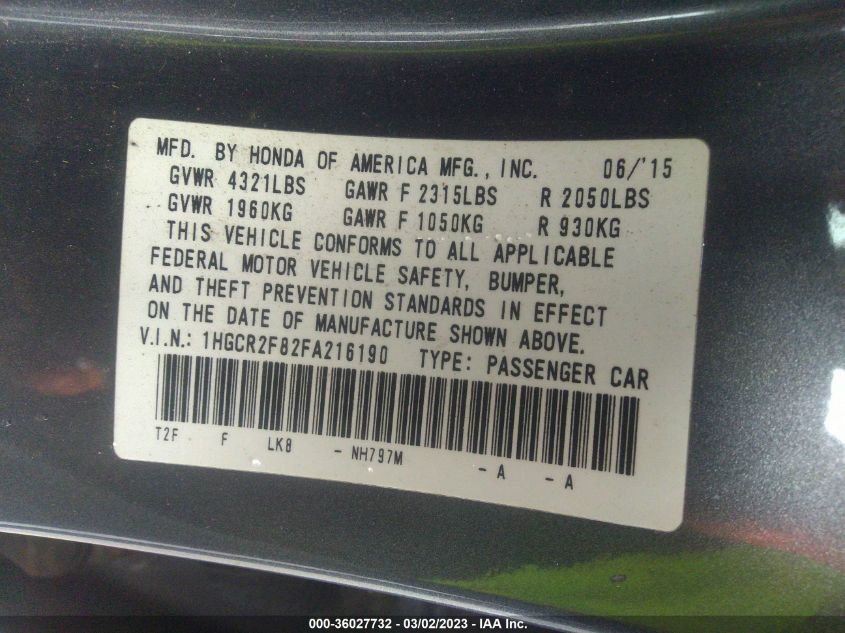 MFD. BY HONDA OF AMERICA MFG., INC. 06/'15
GVWR 4321LBS GAWR F 2315LBS R 2050LBS
GVWR 1960KG GAWR F 1050KG R 930KG
THIS VEHICLE CONFORMS TO ALL APPLICABLE
FEDERAL MOTOR VEHICLE SAFETY, BUMPER,
AND THEFT PREVENTION STANDARDS IN EFFECT
ON THE DATE OF MANUFACTURE SHOWN ABOVE.
V.I.N.: 1HGCR2F82FA216190 TYPE: PASSENGER CAR
T2F F LK8 - NH797M - A - A
000-36027732 - 03/02/2023 - IAA Inc.